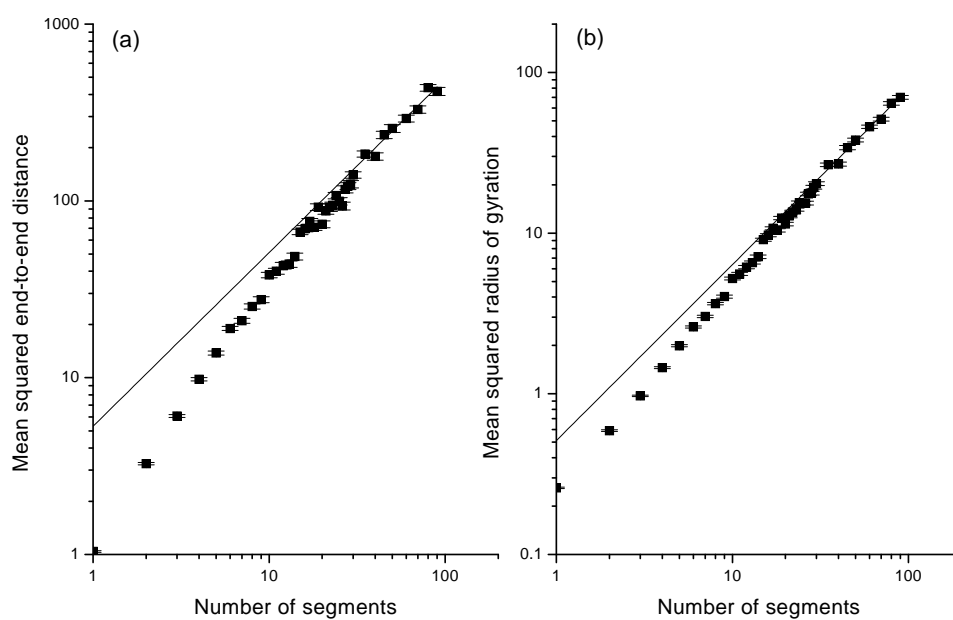 (a)
Mean squared end-to-end distance
1000
100
10
1
1
10
100
Number of segments
(b)
Mean squared radius of gyration
100
10
1
0.1
1
10
100
Number of segments